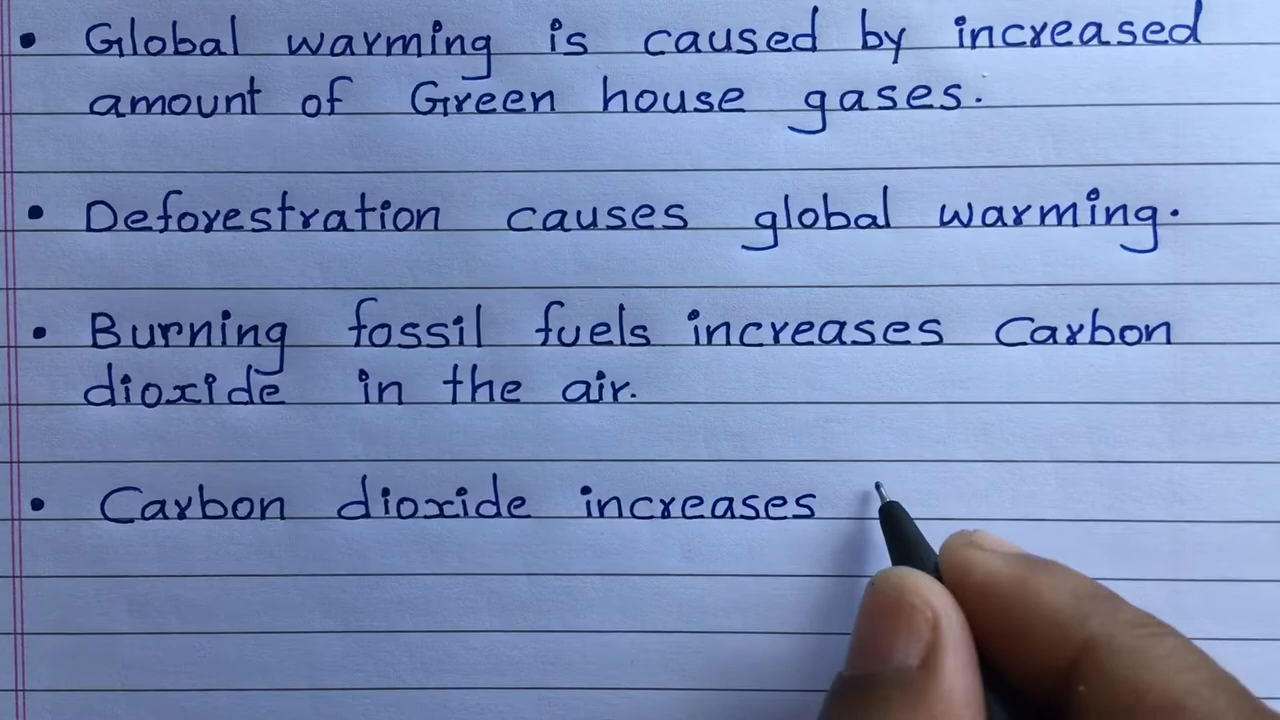 • Global warming is caused by increased
amount of Green house gases.
• Deforestration causes global warming.
• Burning fossil fuels increases Carbon
dioxide in the air.
• Carbon dioxide increases